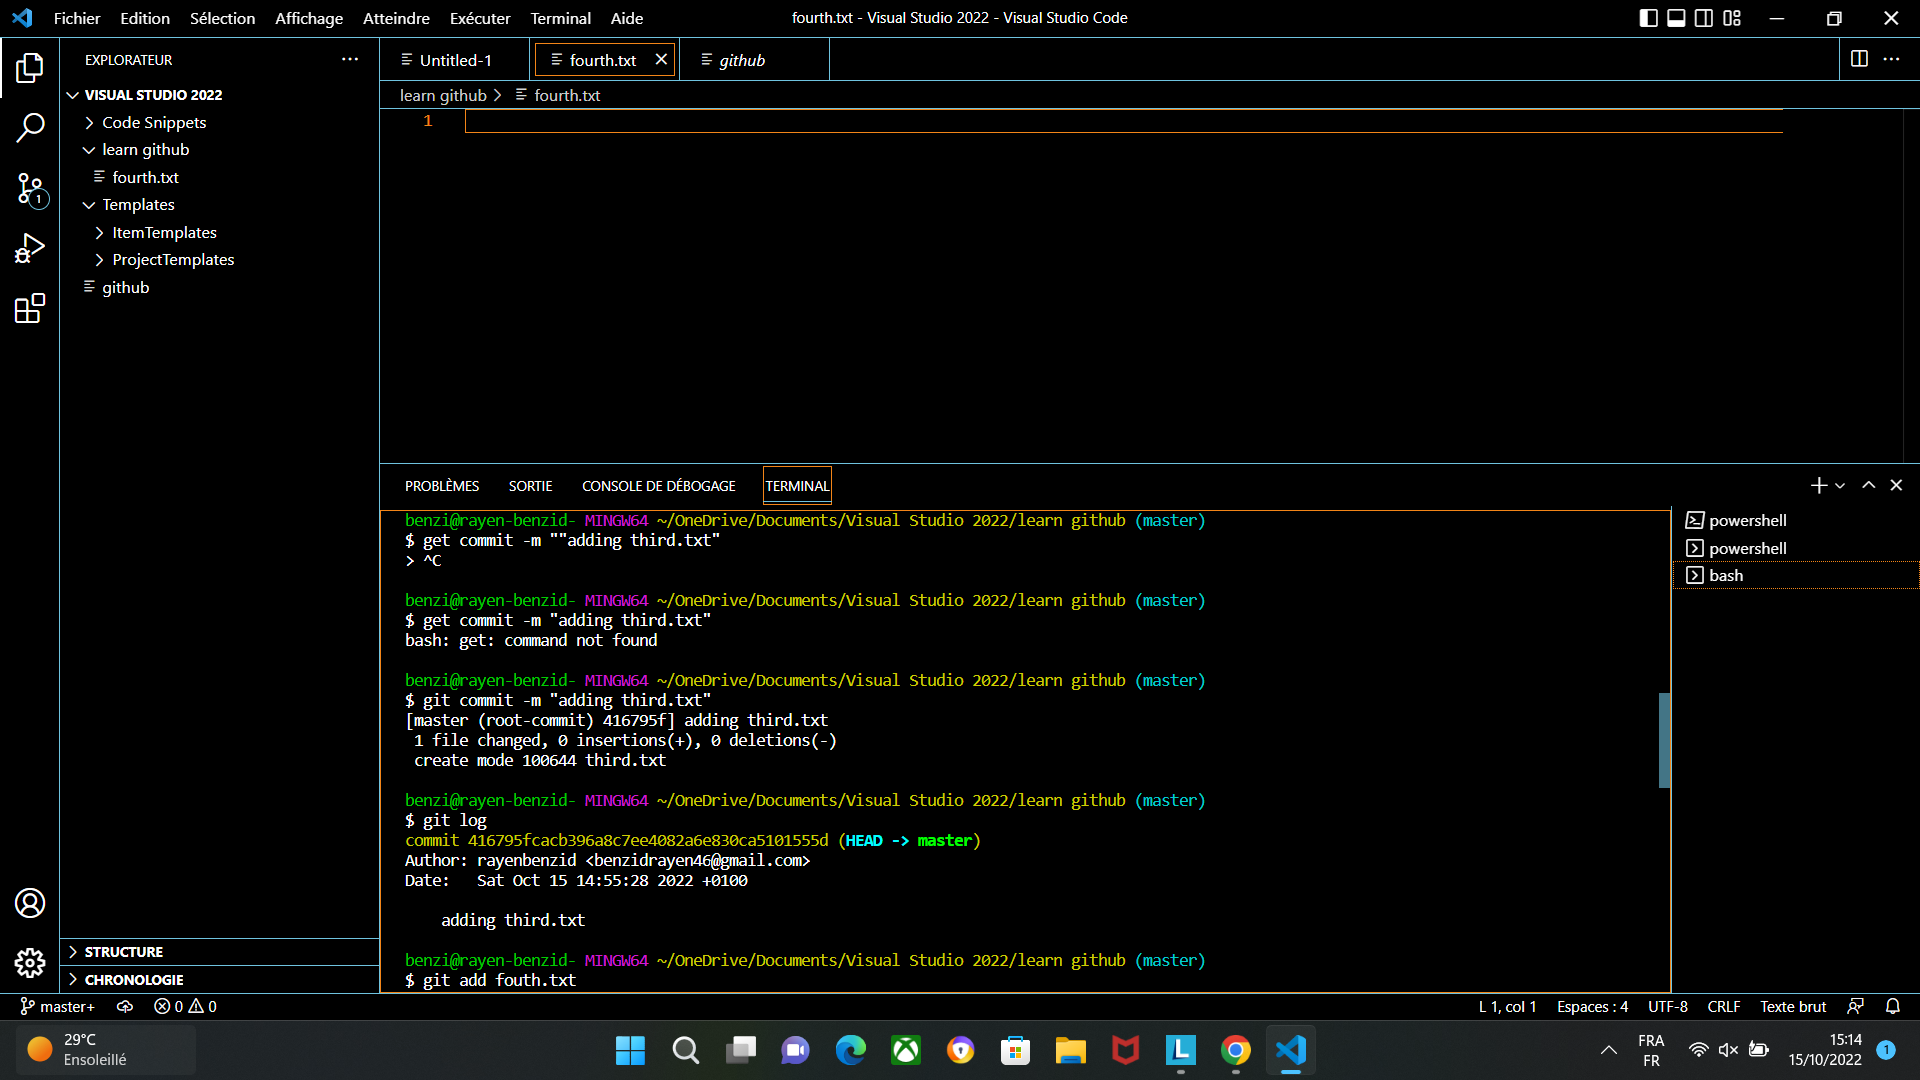 Fichier Edition Sélection Affichage Atteindre Exécuter Terminal Aide
fourth.txt - Visual Studio 2022 - Visual Studio Code
EXPLORATEUR
VISUAL STUDIO 2022
Code Snippets
learn github
fourth.txt
Templates
ItemTemplates
ProjectTemplates
github
1
STRUCTURE
CHRONOLOGIE
Untitled-1
fourth.txt
github
learn github > fourth.txt
1
PROBLÈMES SORTIE CONSOLE DE DÉBOGAGE TERMINAL
benzi@rayen-benzid- MINGW64 ~/OneDrive/Documents/Visual Studio 2022/learn github (master)
$ get commit -m ""adding third.txt"
> ^C
benzi@rayen-benzid- MINGW64 ~/OneDrive/Documents/Visual Studio 2022/learn github (master)
$ get commit -m "adding third.txt"
bash: get: command not found
benzi@rayen-benzid- MINGW64 ~/OneDrive/Documents/Visual Studio 2022/learn github (master)
$ git commit -m "adding third.txt"
[master (root-commit) 416795f] adding third.txt
1 file changed, 0 insertions(+), 0 deletions(-)
create mode 100644 third.txt
benzi@rayen-benzid- MINGW64 ~/OneDrive/Documents/Visual Studio 2022/learn github (master)
$ git log
commit 416795fcacb396a8c7ee4082a6e830ca5101555d (HEAD -> master)
Author: rayenbenzid <benzidrayen46@gmail.com>
Date:   Sat Oct 15 14:55:28 2022 +0100
adding third.txt
benzi@rayen-benzid- MINGW64 ~/OneDrive/Documents/Visual Studio 2022/learn github (master)
$ git add fouth.txt
powershell
powershell
bash
master+ 0 0
L 1, col 1 Espaces : 4 UTF-8 CRLF Texte brut
29°C
Ensoleillé
FRA
FR
15:14
15/10/2022
1